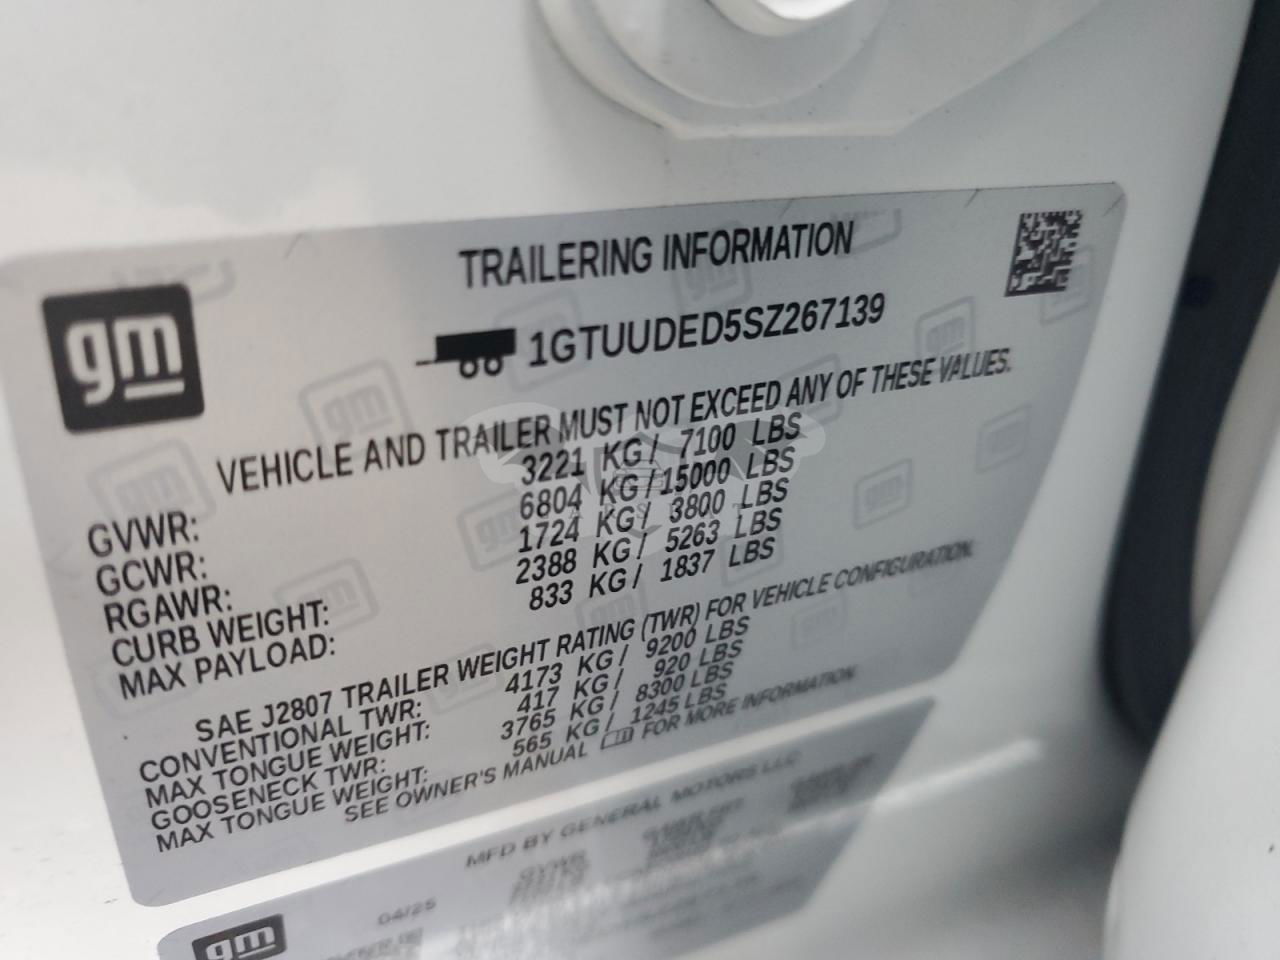 TRAILERING INFORMATION
gm
1GTUUDED5SZ267139
VEHICLE AND TRAILER MUST NOT EXCEED ANY OF THESE VALUES.
GVWR: 3221 KG/ 7100 LBS
GCWR: 6804 KG/15000 LBS
RGAWR: 1724 KG/ 3800 LBS
CURB WEIGHT: 2388 KG/ 5263 LBS
MAX PAYLOAD: 833 KG/ 1837 LBS
SAE J2807 TRAILER WEIGHT RATING (TWR) FOR VEHICLE CONFIGURATION.
CONVENTIONAL TWR: 4173 KG/ 9200 LBS
MAX TONGUE WEIGHT: 417 KG/ 920 LBS
GOOSENECK TWR: 3765 KG/ 8300 LBS
MAX TONGUE WEIGHT: 565 KG/ 1245 LBS
SEE OWNER'S MANUAL FOR MORE INFORMATION
MFD BY GENERAL MOTORS LLC
04/25 GVWR
gm